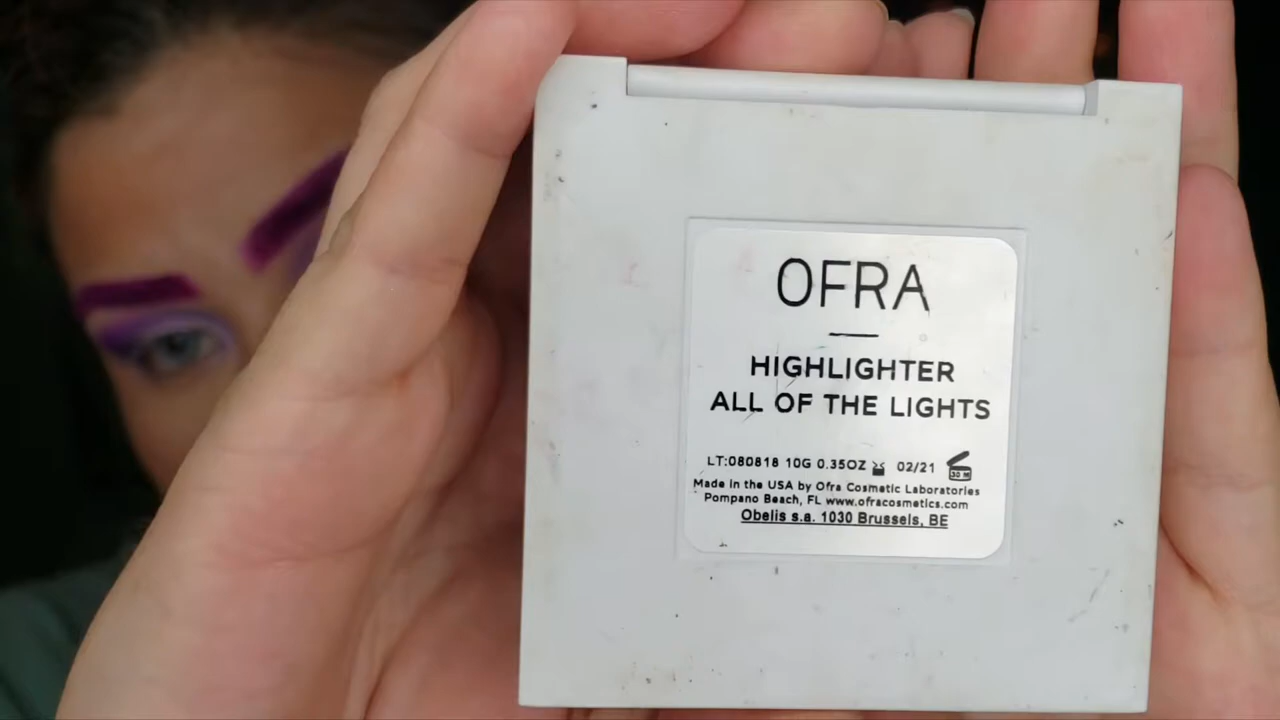 OFRA
HIGHLIGHTER
ALL OF THE LIGHTS
LT:080818 10G 0.35OZ 02/21 30 M
Made in the USA by Ofra Cosmetic Laboratories
Pompano Beach, FL www.ofracosmetics.com
Obelis s.a. 1030 Brussels, BE